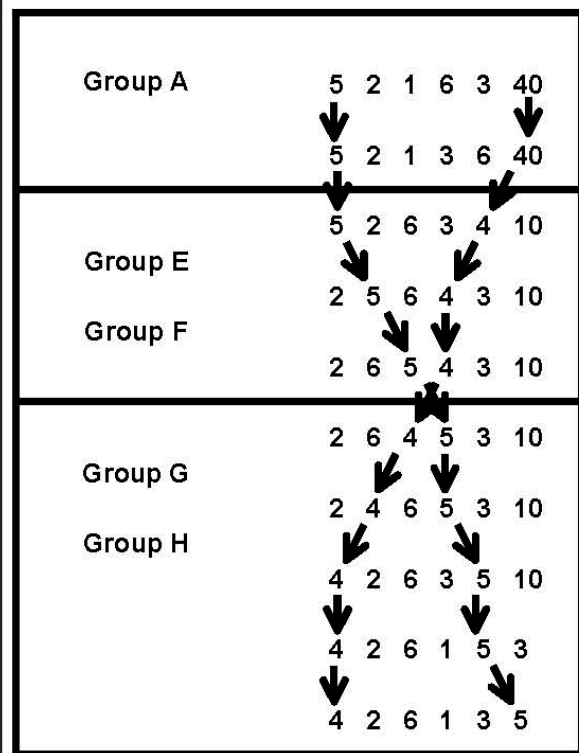 Group A 5 2 1 6 3 40
5 2 1 3 6 40
5 2 6 3 4 10
Group E
2 5 6 4 3 10
Group F
2 6 5 4 3 10
2 6 4 5 3 10
Group G
2 4 6 5 3 10
Group H
4 2 6 3 5 10
4 2 6 1 5 3
4 2 6 1 3 5